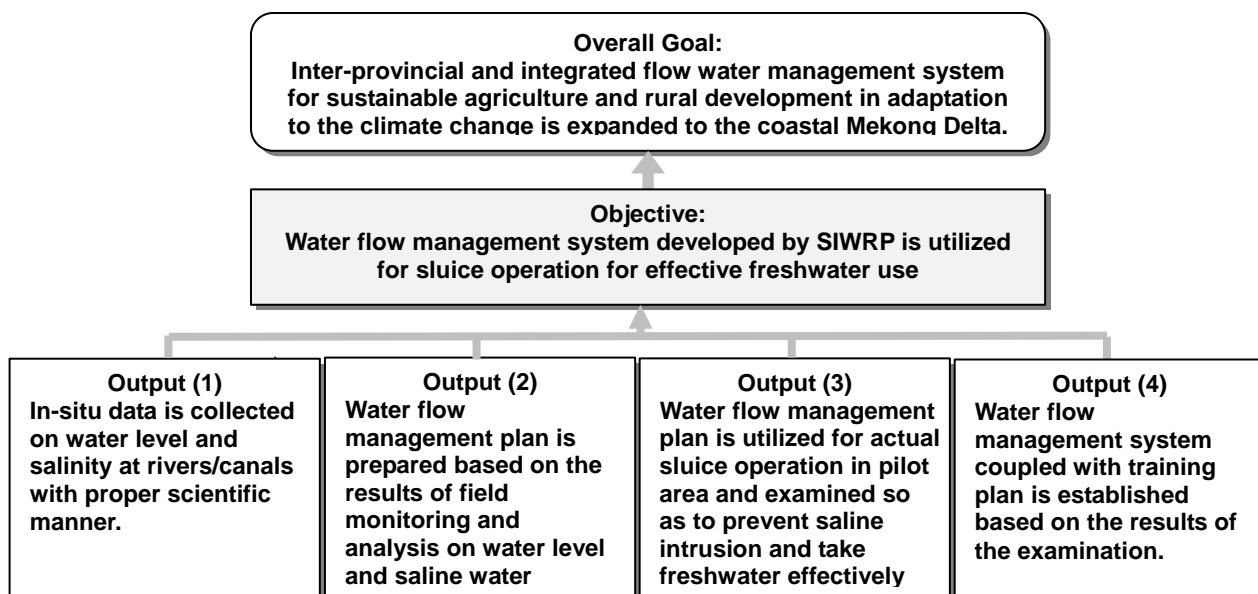 Overall Goal:
Inter-provincial and integrated flow water management system
for sustainable agriculture and rural development in adaptation
to the climate change is expanded to the coastal Mekong Delta.
Objective:
Water flow management system developed by SIWRP is utilized
for sluice operation for effective freshwater use
Output (1)
In-situ data is collected
on water level and
salinity at rivers/canals
with proper scientific
manner.
Output (2)
Water flow
management plan is
prepared based on the
results of field
monitoring and
analysis on water level
and saline water
Output (3)
Water flow management
plan is utilized for actual
sluice operation in pilot
area and examined so
as to prevent saline
intrusion and take
freshwater effectively
Output (4)
Water flow
management system
coupled with training
plan is established
based on the results of
the examination.